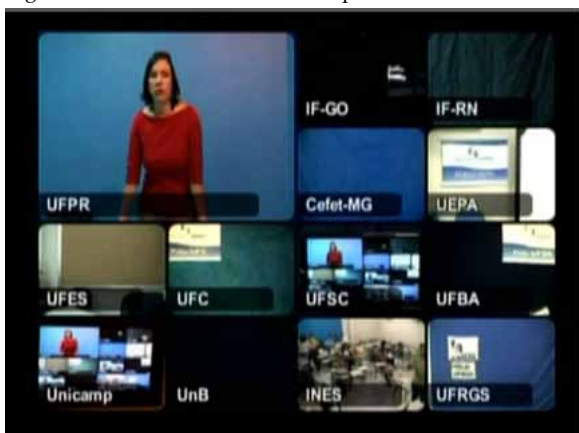 IF-GO
IF-RN
UFPR
Cefet-MG
UEPA
UFES
UFC
UFSC
UFBA
Unicamp
UnB
INES
UFRGS